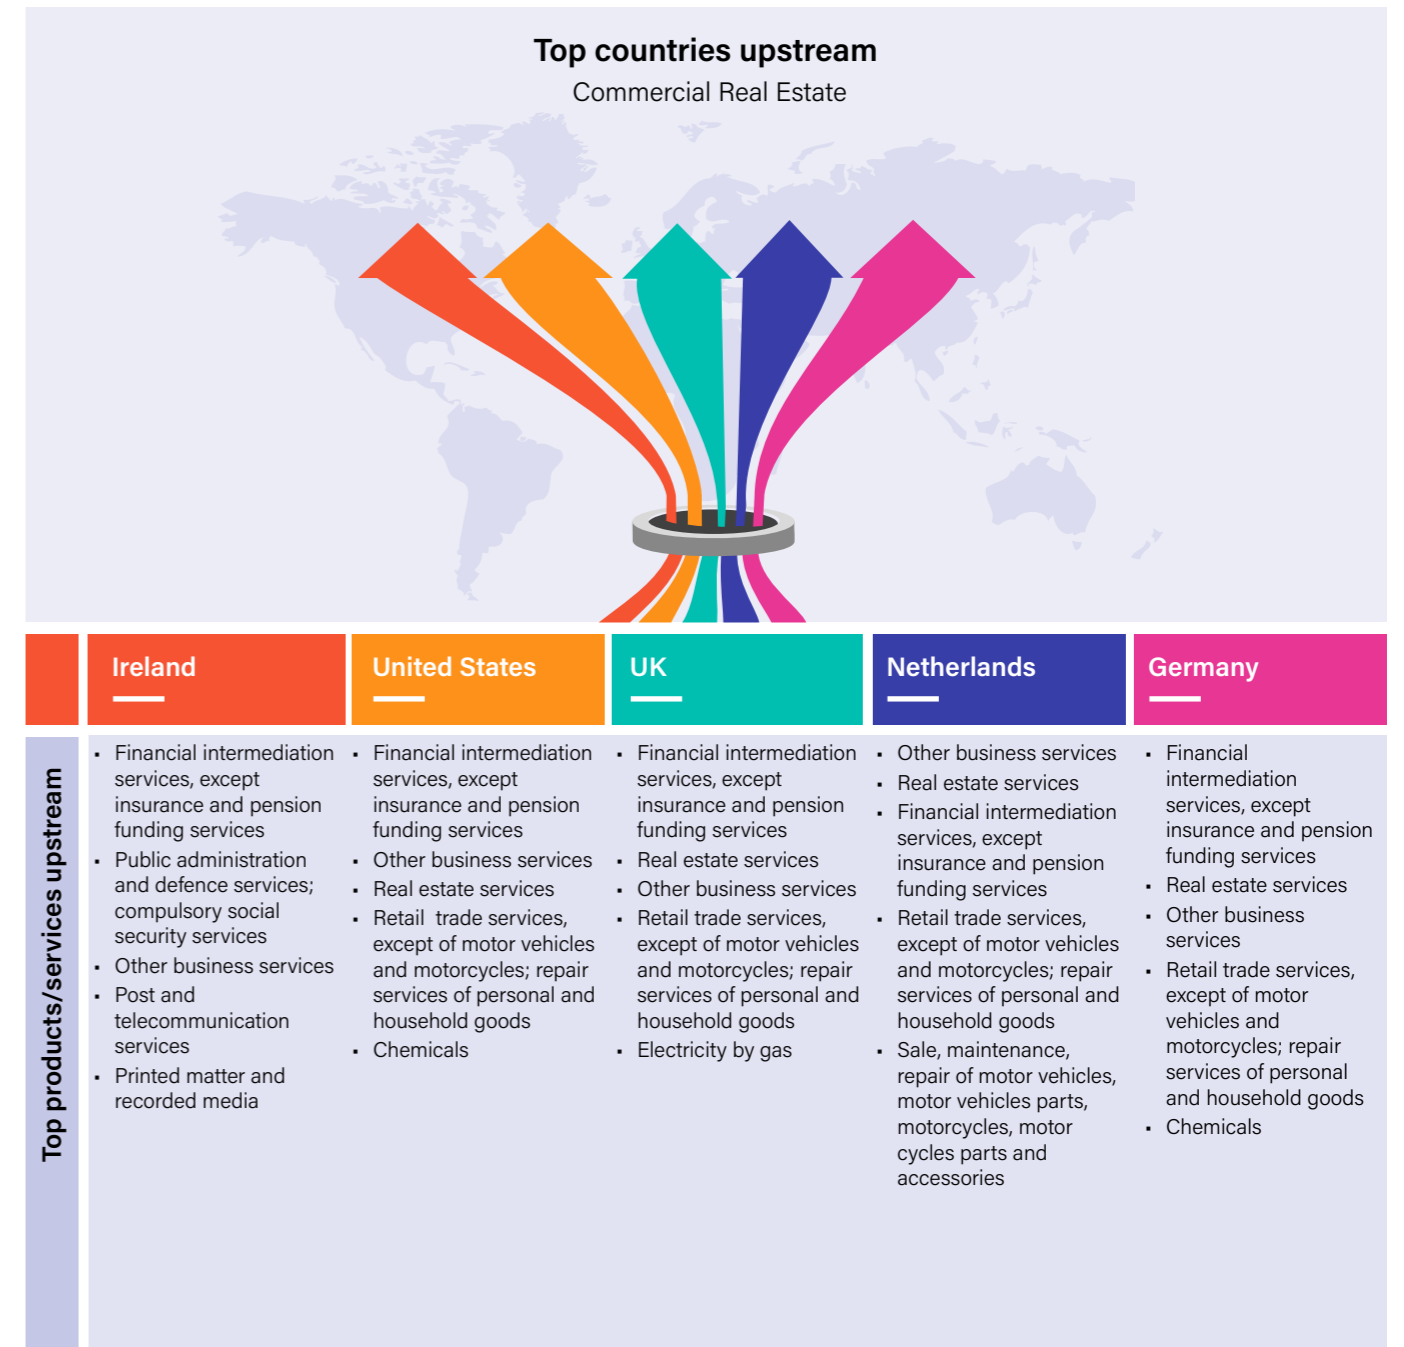 Top countries upstream
Commercial Real Estate
Ireland
United States
UK
Netherlands
Germany
Top products/services upstream
▪ Financial intermediation
services, except
insurance and pension
funding services
▪ Public administration
and defence services;
compulsory social
security services
▪ Other business services
▪ Post and
telecommunication
services
▪ Printed matter and
recorded media
▪ Financial intermediation
services, except
insurance and pension
funding services
▪ Other business services
▪ Real estate services
▪ Retail  trade services,
except of motor vehicles
and motorcycles; repair
services of personal and
household goods
▪ Chemicals
▪ Financial intermediation
services, except
insurance and pension
funding services
▪ Real estate services
▪ Other business services
▪ Retail trade services,
except of motor vehicles
and motorcycles; repair
services of personal and
household goods
▪ Electricity by gas
▪ Other business services
▪ Real estate services
▪ Financial intermediation
services, except
insurance and pension
funding services
▪ Retail trade services,
except of motor vehicles
and motorcycles; repair
services of personal and
household goods
▪ Sale, maintenance,
repair of motor vehicles,
motor vehicles parts,
motorcycles, motor
cycles parts and
accessories
▪ Financial
intermediation
services, except
insurance and pension
funding services
▪ Real estate services
▪ Other business
services
▪ Retail trade services,
except of motor
vehicles and
motorcycles; repair
services of personal
and household goods
▪ Chemicals